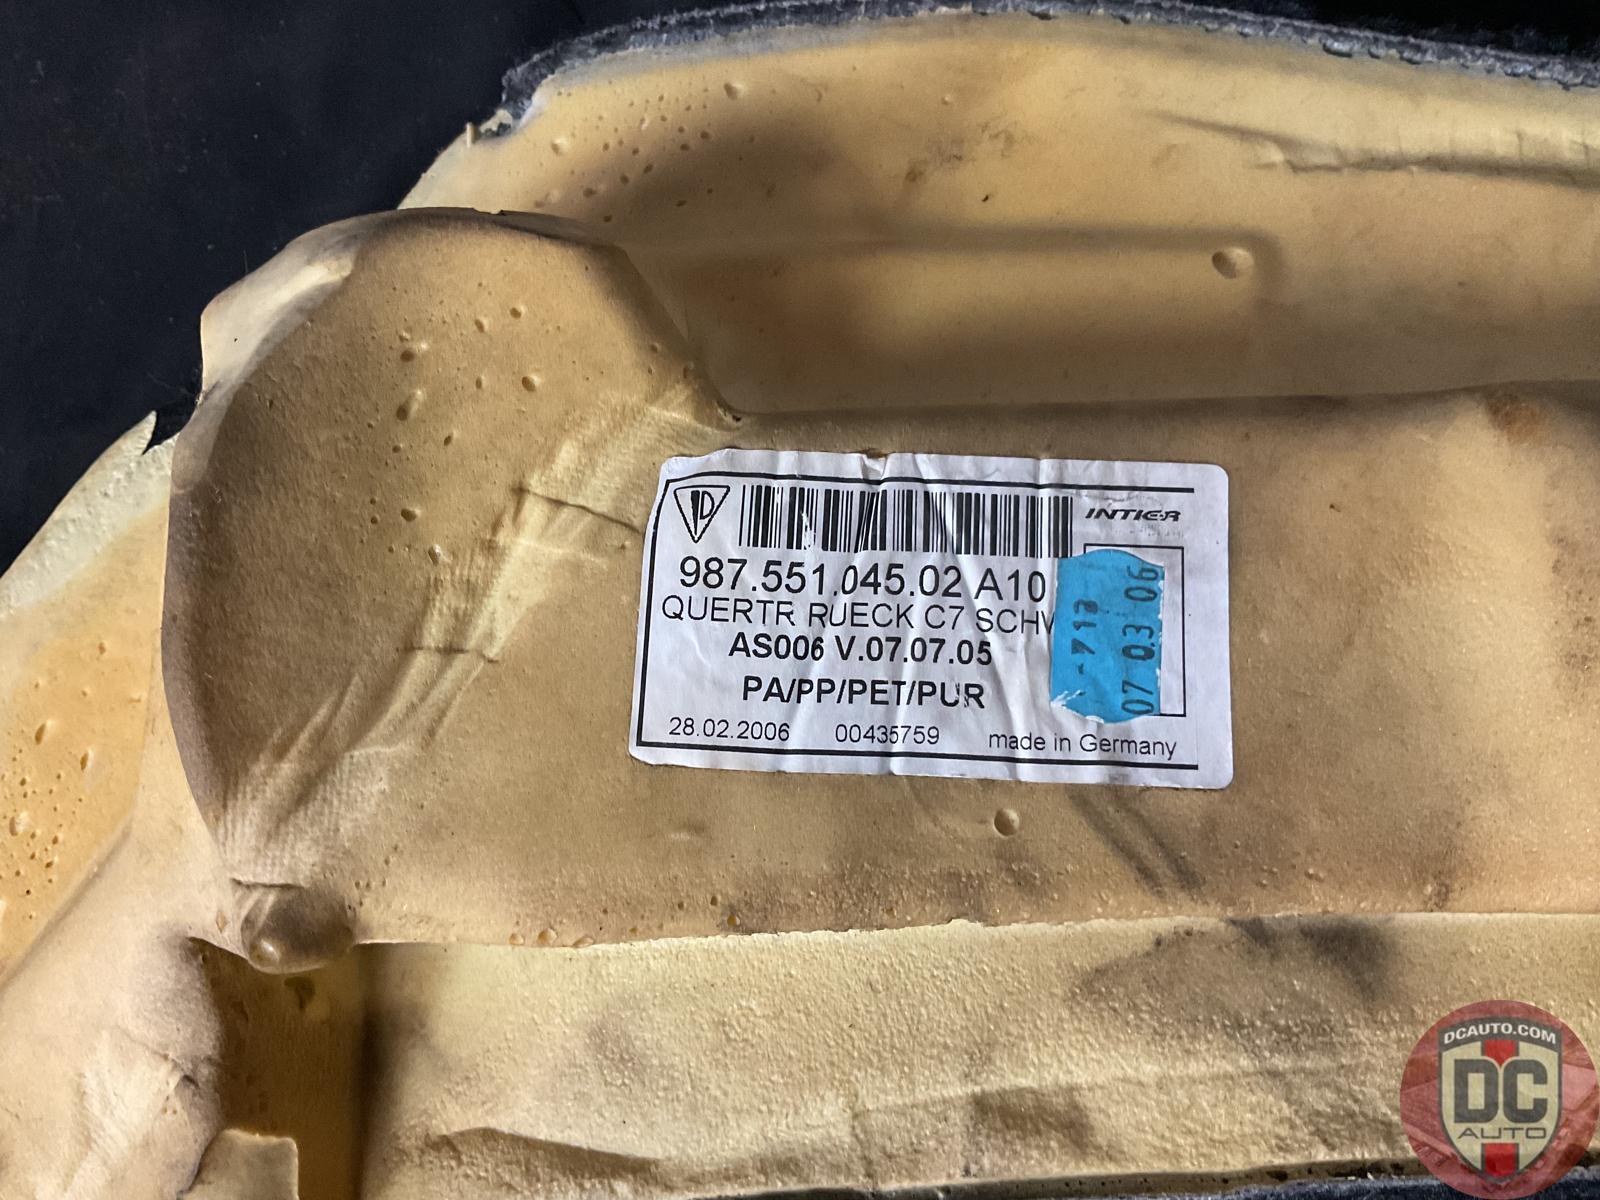 INTIER
987.551.045.02 A10
QUERTR RUECK C7 SCHW
AS006 V.07.07.05
PA/PP/PET/PUR
28.02.2006 00435759 made in Germany
07 03 06
DCAUTO.COM
DC
AUTO